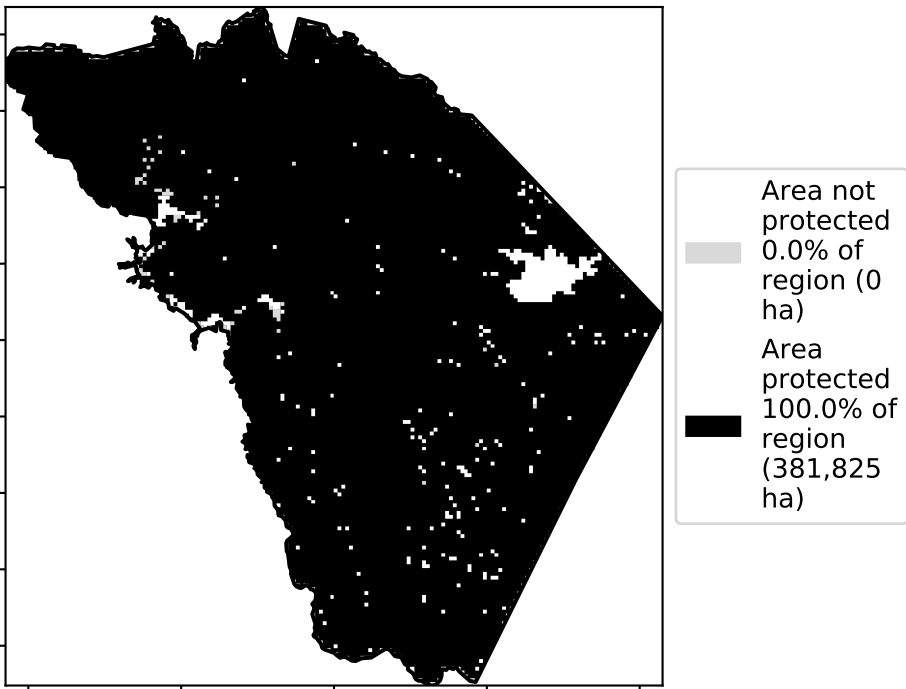 Area not
protected
0.0% of
region (0
ha)
Area
protected
100.0% of
region
(381,825
ha)